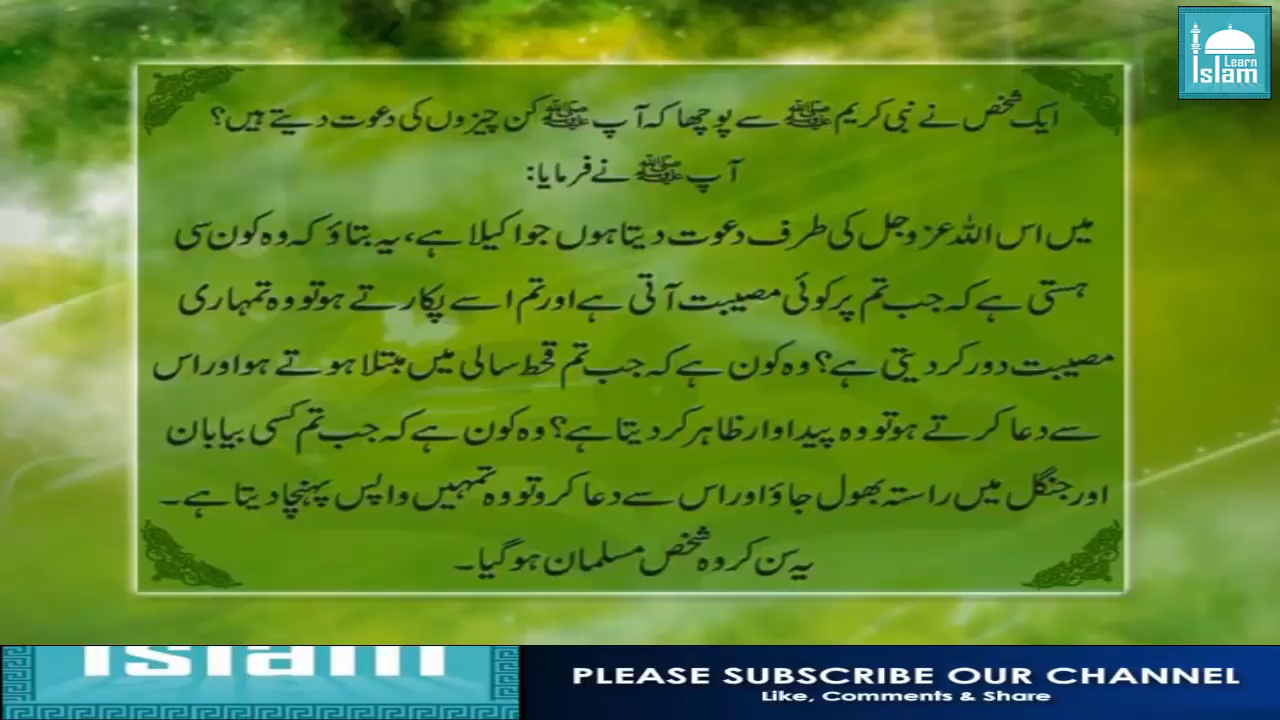 Learn
Islam
ایک شخص نے نبی کریم ﷺ سے پوچھا کہ آپ ﷺ کن چیزوں کی دعوت دیتے ہیں؟
آپ ﷺ نے فرمایا:
میں اس اللہ عزوجل کی طرف دعوت دیتا ہوں جو اکیلا ہے، یہ بتاؤ کہ وہ کون سی
ہستی ہے کہ جب تم پر کوئی مصیبت آتی ہے اور تم اسے پکارتے ہو تو وہ تمہاری
مصیبت دور کر دیتی ہے؟ وہ کون ہے کہ جب تم قحط سالی میں مبتلا ہوتے ہو اور اس
سے دعا کرتے ہو تو وہ پیداوار ظاہر کر دیتا ہے؟ وہ کون ہے کہ جب تم کسی بیابان
اور جنگل میں راستہ بھول جاؤ اور اس سے دعا کرو تو وہ تمہیں واپس پہنچا دیتا ہے۔
یہ سن کر وہ شخص مسلمان ہو گیا۔
Islam
PLEASE SUBSCRIBE OUR CHANNEL
Like, Comments & Share